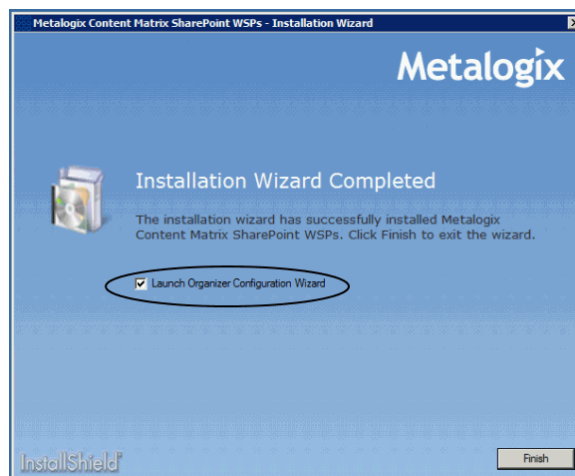 Metalogix Content Matrix SharePoint WSPs - Installation Wizard
Metalogix
Installation Wizard Completed
The installation wizard has successfully installed Metalogix
Content Matrix SharePoint WSPs. Click Finish to exit the wizard.
Launch Organizer Configuration Wizard
InstallShield
Finish